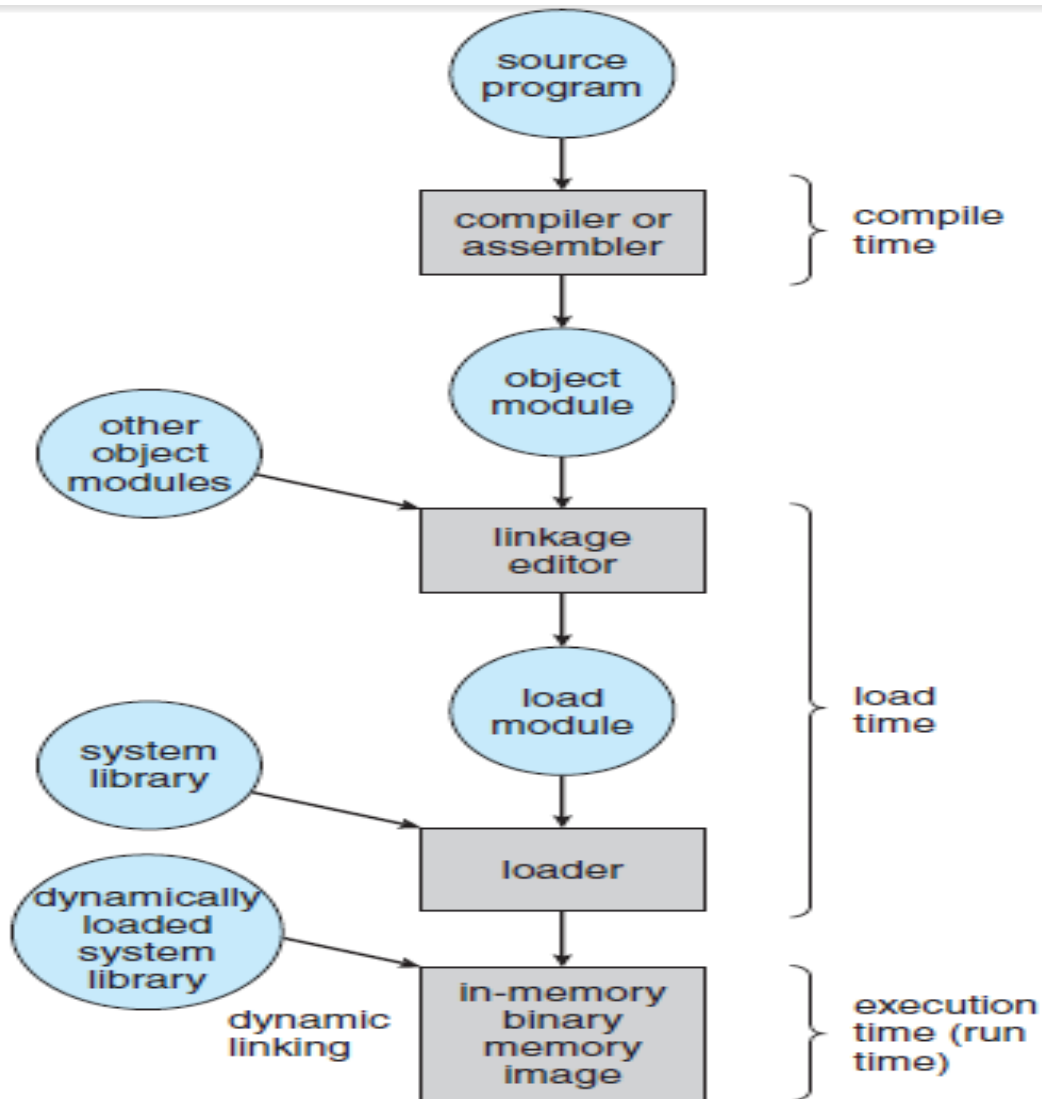 source
program
compiler or
assembler
compile
time
object
module
other
object
modules
linkage
editor
load
module
load
time
system
library
loader
dynamically
loaded
system
library
dynamic
linking
in-memory
binary
memory
image
execution
time (run
time)